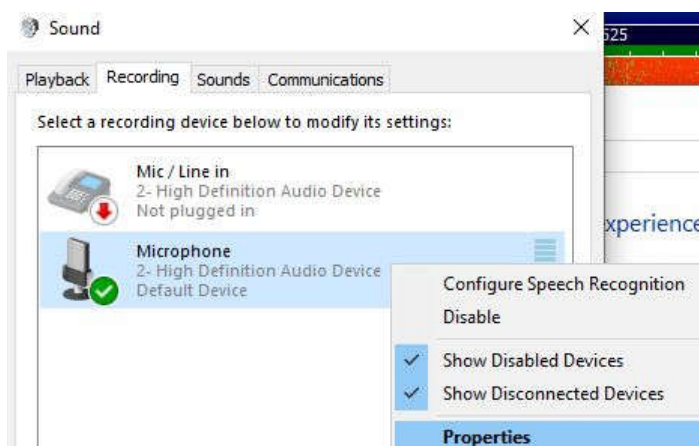 Sound
525
Playback Recording Sounds Communications
Select a recording device below to modify its settings:
Mic / Line in
2- High Definition Audio Device
Not plugged in
Microphone
2- High Definition Audio Device
Default Device
xperience
Configure Speech Recognition
Disable
Show Disabled Devices
Show Disconnected Devices
Properties